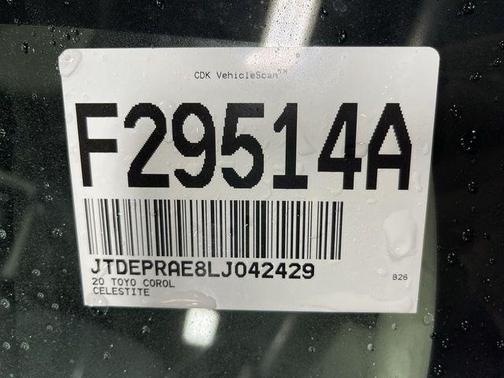 CDK VehicleScan™
F29514A
JTDEPRAE8LJ042429
20 TOYO COROL B26
CELESTITE